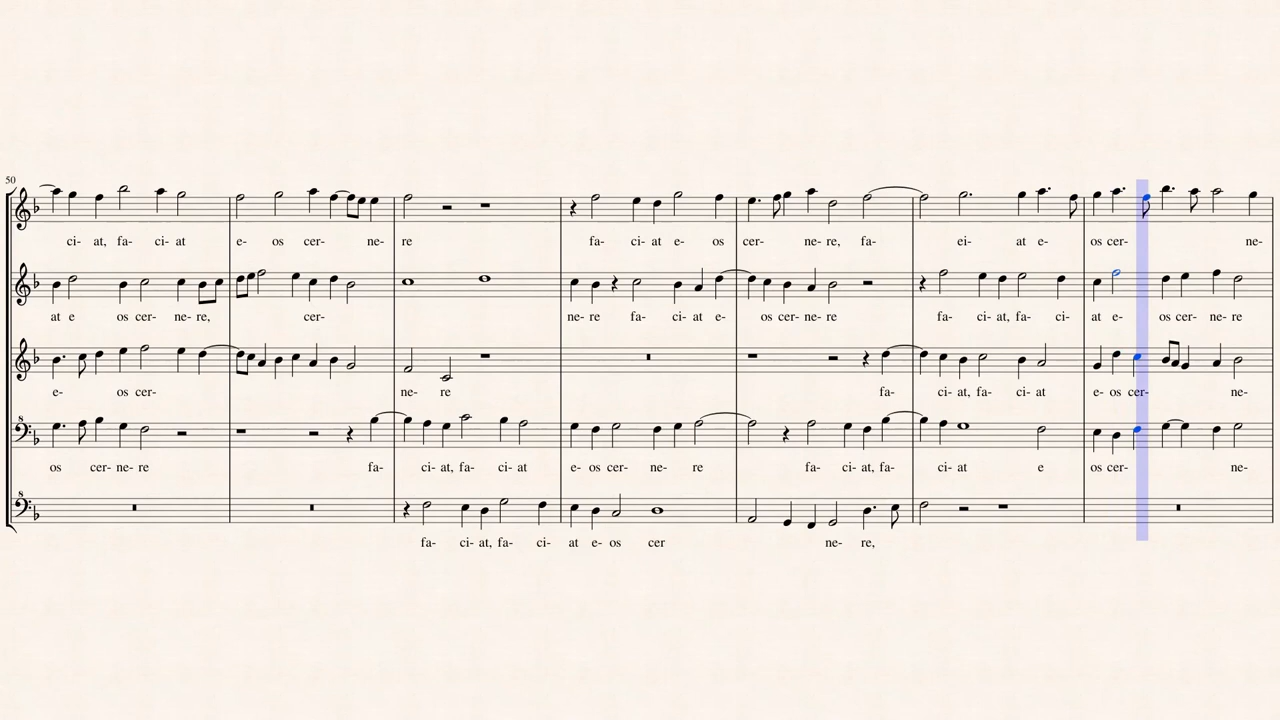 50
ci- at, fa- ci- at e- os cer- ne- re fa- ci- at e- os cer- ne- re, fa- ei- at e- os cer- ne-
at e os cer- ne- re, cer- ne- re fa- ci- at e- os cer- ne- re fa- ci- at, fa- ci- at e- os cer- ne- re
e- os cer- ne- re fa- ci- at, fa- ci- at e- os cer- ne-
8
os cer- ne- re fa- ci- at, fa- ci- at e- os cer- ne- re fa- ci- at, fa- ci- at e os cer- ne-
8
fa- ci- at, fa- ci- at e- os cer ne- re,